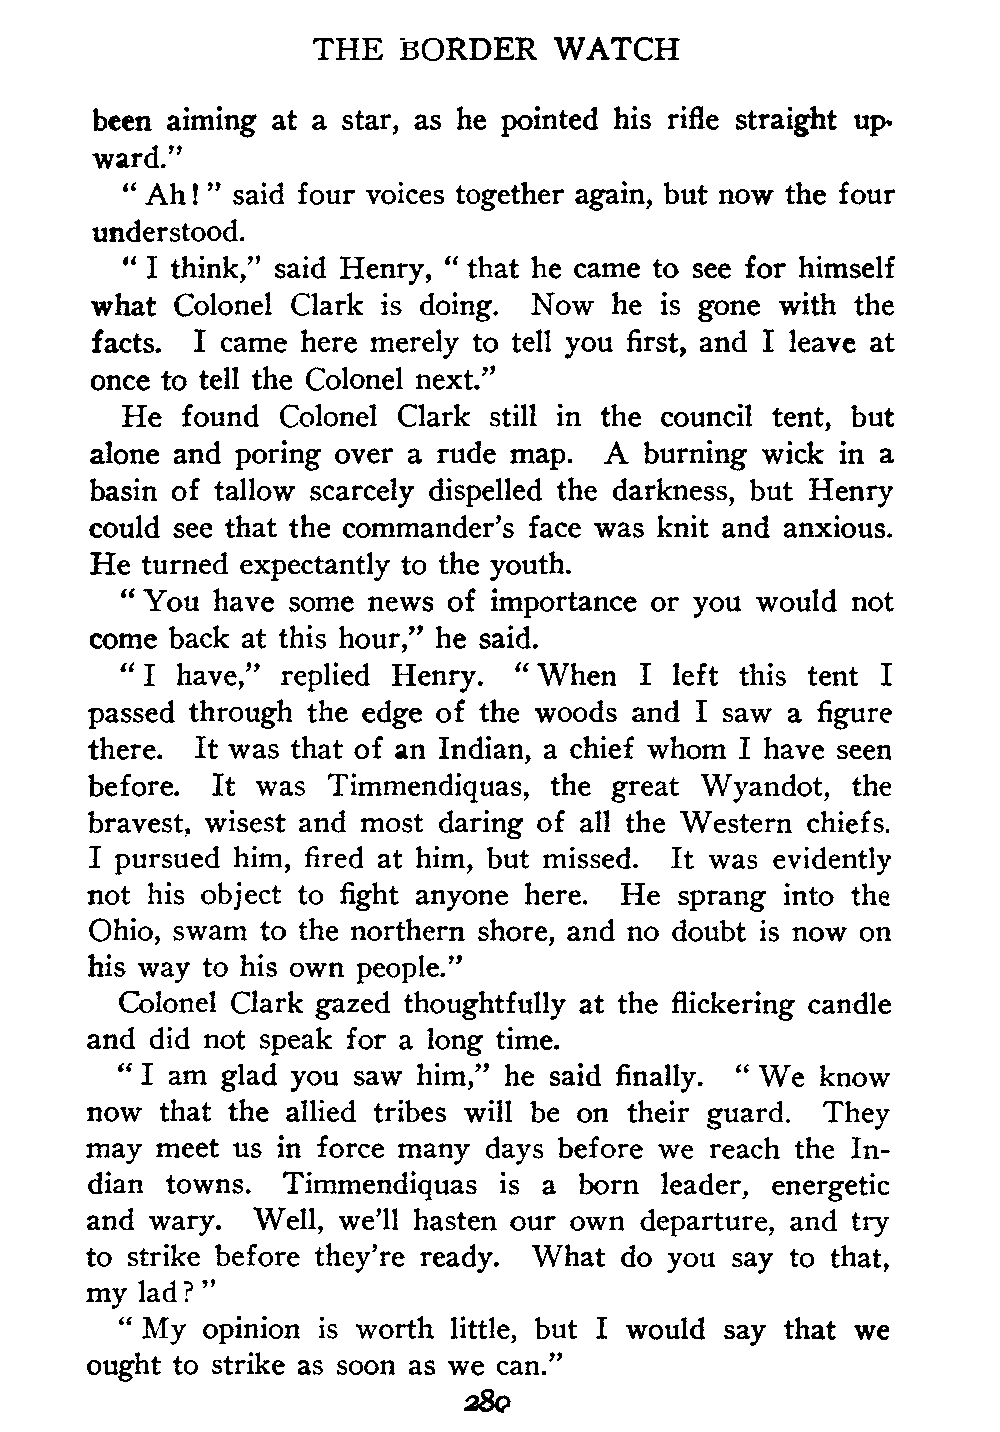 THE BORDER WATCH
been aiming at a star, as he pointed his rifle straight up-
ward."
" Ah! " said four voices together again, but now the four
understood.
" I think," said Henry, " that he came to see for himself
what Colonel Clark is doing. Now he is gone with the
facts. I came here merely to tell you first, and I leave at
once to tell the Colonel next."
He found Colonel Clark still in the council tent, but
alone and poring over a rude map. A burning wick in a
basin of tallow scarcely dispelled the darkness, but Henry
could see that the commander's face was knit and anxious.
He turned expectantly to the youth.
" You have some news of importance or you would not
come back at this hour," he said.
" I have," replied Henry. " When I left this tent I
passed through the edge of the woods and I saw a figure
there. It was that of an Indian, a chief whom I have seen
before. It was Timmendiquas, the great Wyandot, the
bravest, wisest and most daring of all the Western chiefs.
I pursued him, fired at him, but missed. It was evidently
not his object to fight anyone here. He sprang into the
Ohio, swam to the northern shore, and no doubt is now on
his way to his own people."
Colonel Clark gazed thoughtfully at the flickering candle
and did not speak for a long time.
" I am glad you saw him," he said finally. " We know
now that the allied tribes will be on their guard. They
may meet us in force many days before we reach the In-
dian towns. Timmendiquas is a born leader, energetic
and wary. Well, we'll hasten our own departure, and try
to strike before they're ready. What do you say to that,
my lad? "
" My opinion is worth little, but I would say that we
ought to strike as soon as we can."
280